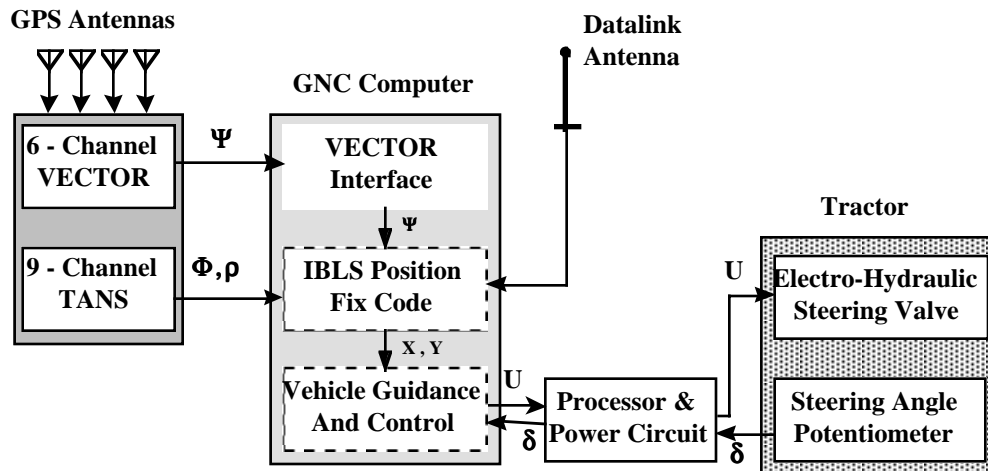 GPS Antennas
Datalink
Antenna
GNC Computer
6 - Channel
VECTOR
Ψ
VECTOR
Interface
Ψ
Tractor
9 - Channel
TANS
Φ,ρ
IBLS Position
Fix Code
U
Electro-Hydraulic
Steering Valve
X , Y
Vehicle Guidance
And Control
U
δ
Processor &
Power Circuit
δ
Steering Angle
Potentiometer